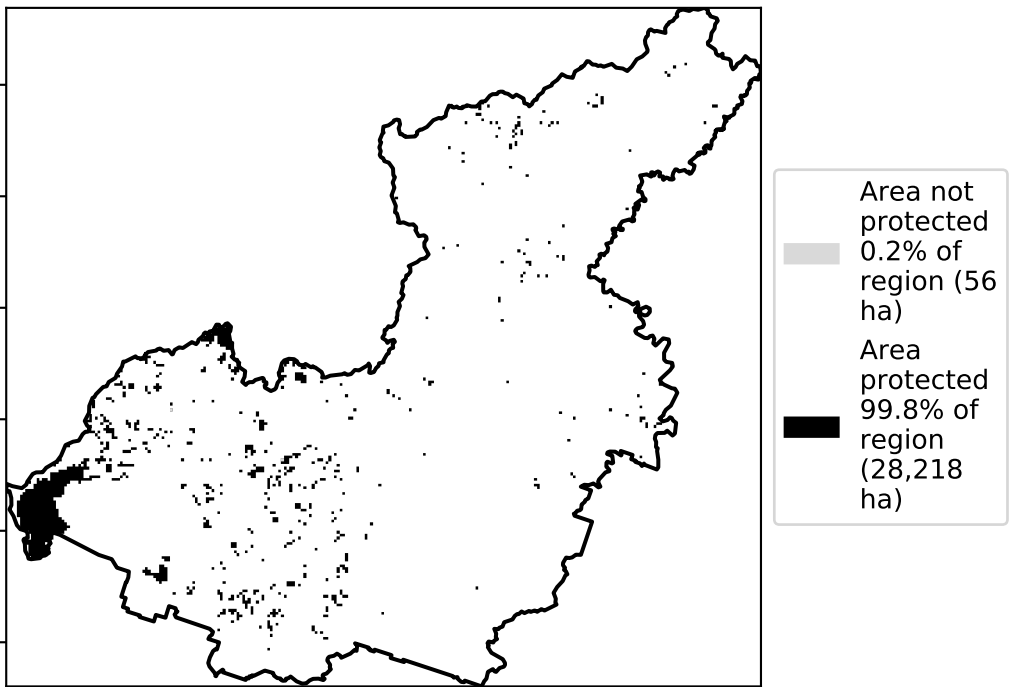 Area not
protected
0.2% of
region (56
ha)
Area
protected
99.8% of
region
(28,218
ha)